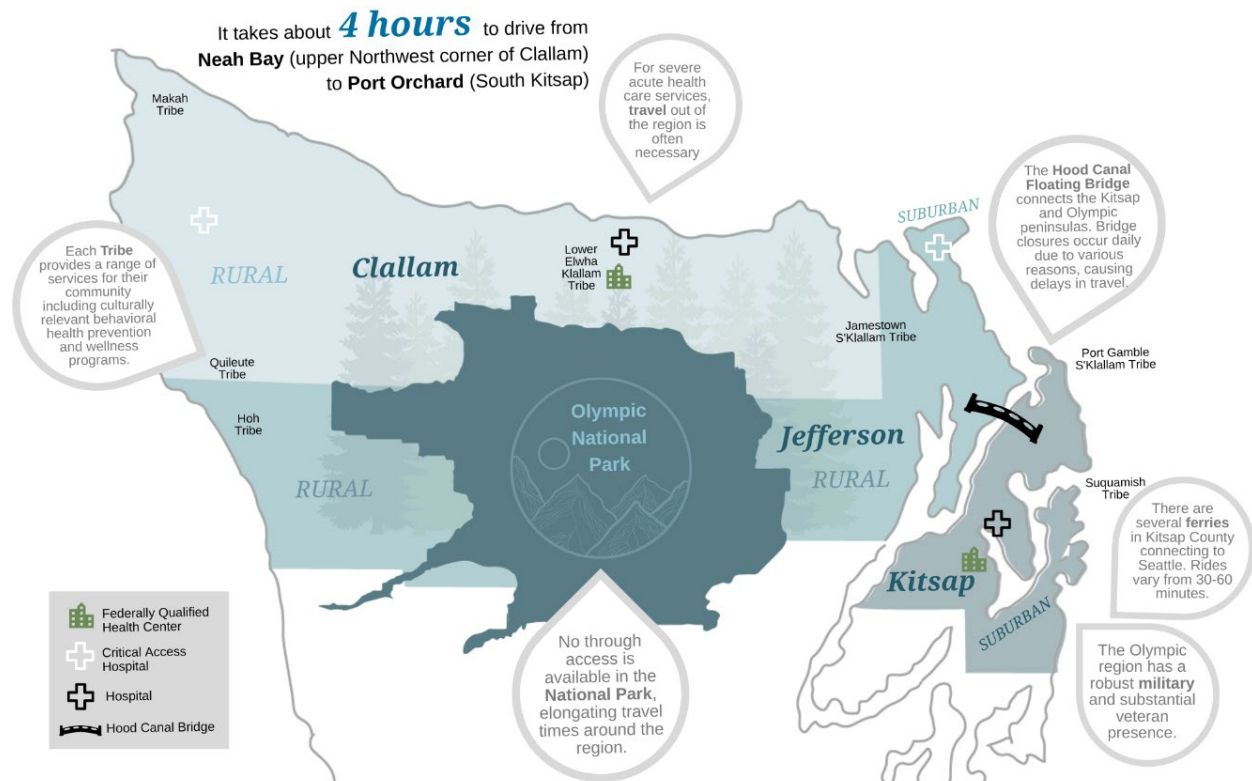 It takes about 4 hours to drive from
Neah Bay (upper Northwest corner of Clallam)
to Port Orchard (South Kitsap)
For severe
acute health
care services,
travel out of
the region is
often
necessary
Makah
Tribe
The Hood Canal
Floating Bridge
connects the Kitsap
and Olympic
peninsulas. Bridge
closures occur daily
due to various
reasons, causing
delays in travel.
SUBURBAN
Each Tribe
provides a range of
services for their
community
including culturally
relevant behavioral
health prevention
and wellness
programs.
RURAL
Clallam
Lower
Elwha
Klallam
Tribe
Jamestown
S'Klallam Tribe
Port Gamble
S'Klallam Tribe
Quileute
Tribe
Hoh
Tribe
Olympic
National
Park
Jefferson
RURAL
RURAL
Suquamish
Tribe
There are
several ferries
in Kitsap County
connecting to
Seattle. Rides
vary from 30-60
minutes.
Kitsap
SUBURBAN
Federally Qualified
Health Center
Critical Access
Hospital
Hospital
Hood Canal Bridge
No through
access is
available in the
National Park,
elongating travel
times around the
region.
The Olympic
region has a
robust military
and substantial
veteran
presence.